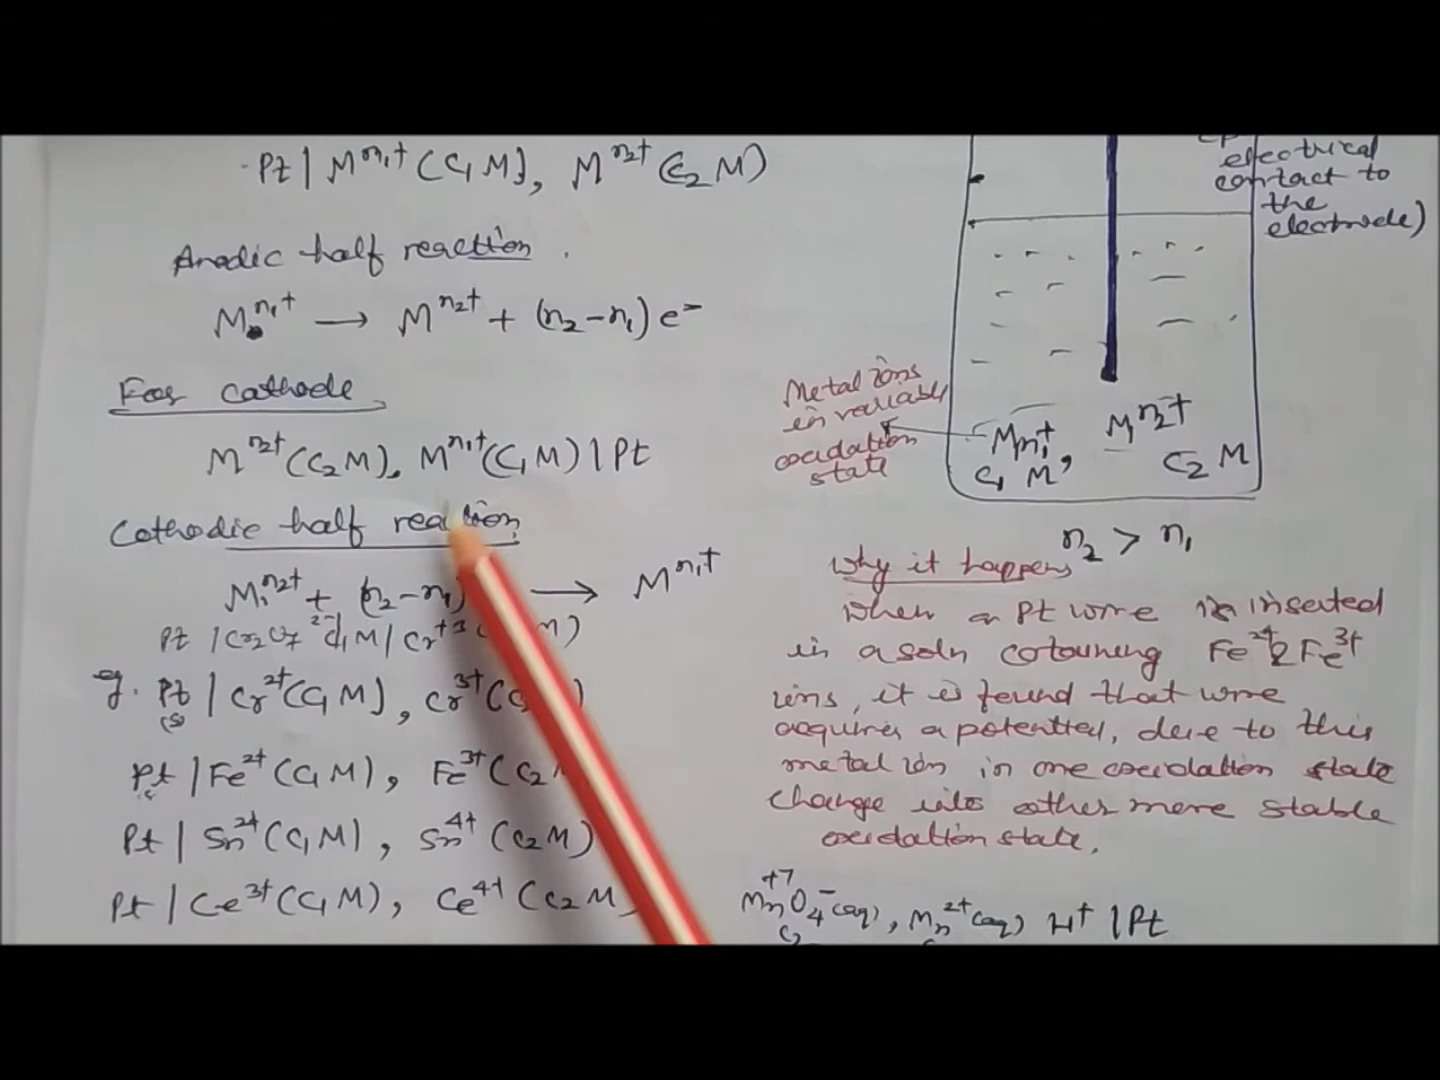 Pt | M^n1+ (C1 M), M^n2+ (C2 M)
Anodic half reaction.
M^n1+ → M^n2+ + (n2-n1) e-
For cathode
M^n2+ (C2 M), M^n1+ (C1 M) | Pt
Cathodic half reaction
M^n2+ + (n2-n1) → M^n1+
Pt | Cr2O7^2- C1 M | Cr+3 M)
eg. Pt(s) | Cr^2+ (C1 M), Cr^3+ (C )
Pt | Fe^2+ (C1 M), Fe^3+ (C2 M
Pt | Sn^2+ (C1 M), Sn^4+ (C2 M)
Pt | Ce^3+ (C1 M), Ce^4+ (C2 M)
electrical
contact to
the
electrode)
Metal ions
in variable
oxidation
state
M^n1+, M^n2+
C1 M C2 M
n2 > n1
Why it happens
When a Pt wire is inserted
in a soln containing Fe^2+ & Fe^3+
ions, it is found that wire
acquires a potential, due to this
metal ion in one oxidation state
change into other more stable
oxidation state.
+7
MnO4^- (aq), Mn^2+ (aq) H+ | Pt